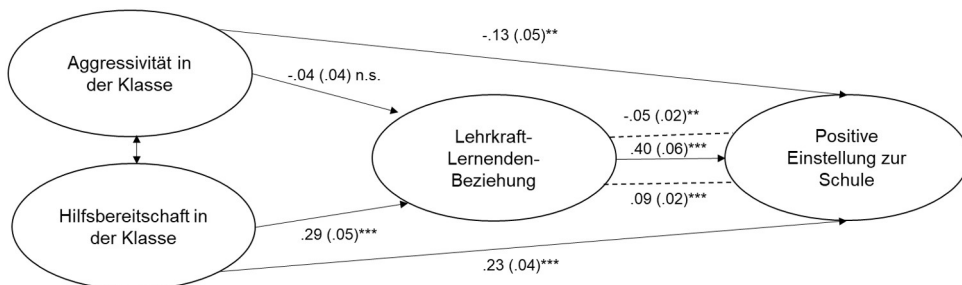 -.13 (.05)**
Aggressivität in
der Klasse
-.04 (.04) n.s.
-.05 (.02)**
Lehrkraft-
Lernenden-
Beziehung
.40 (.06)***
Positive
Einstellung zur
Schule
.09 (.02)***
Hilfsbereitschaft in
der Klasse
.29 (.05)***
.23 (.04)***